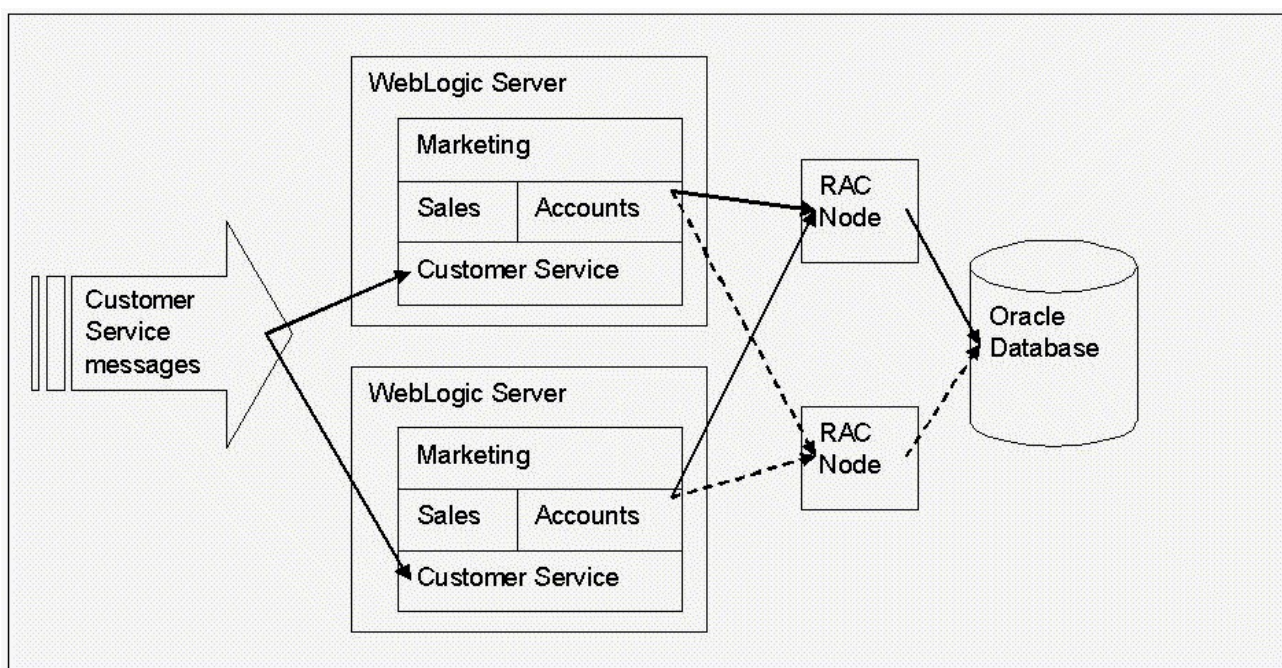 WebLogic Server
Marketing
Sales
Accounts
Customer Service
Customer
Service
messages
WebLogic Server
Marketing
Sales
Accounts
Customer Service
RAC
Node
RAC
Node
Oracle
Database